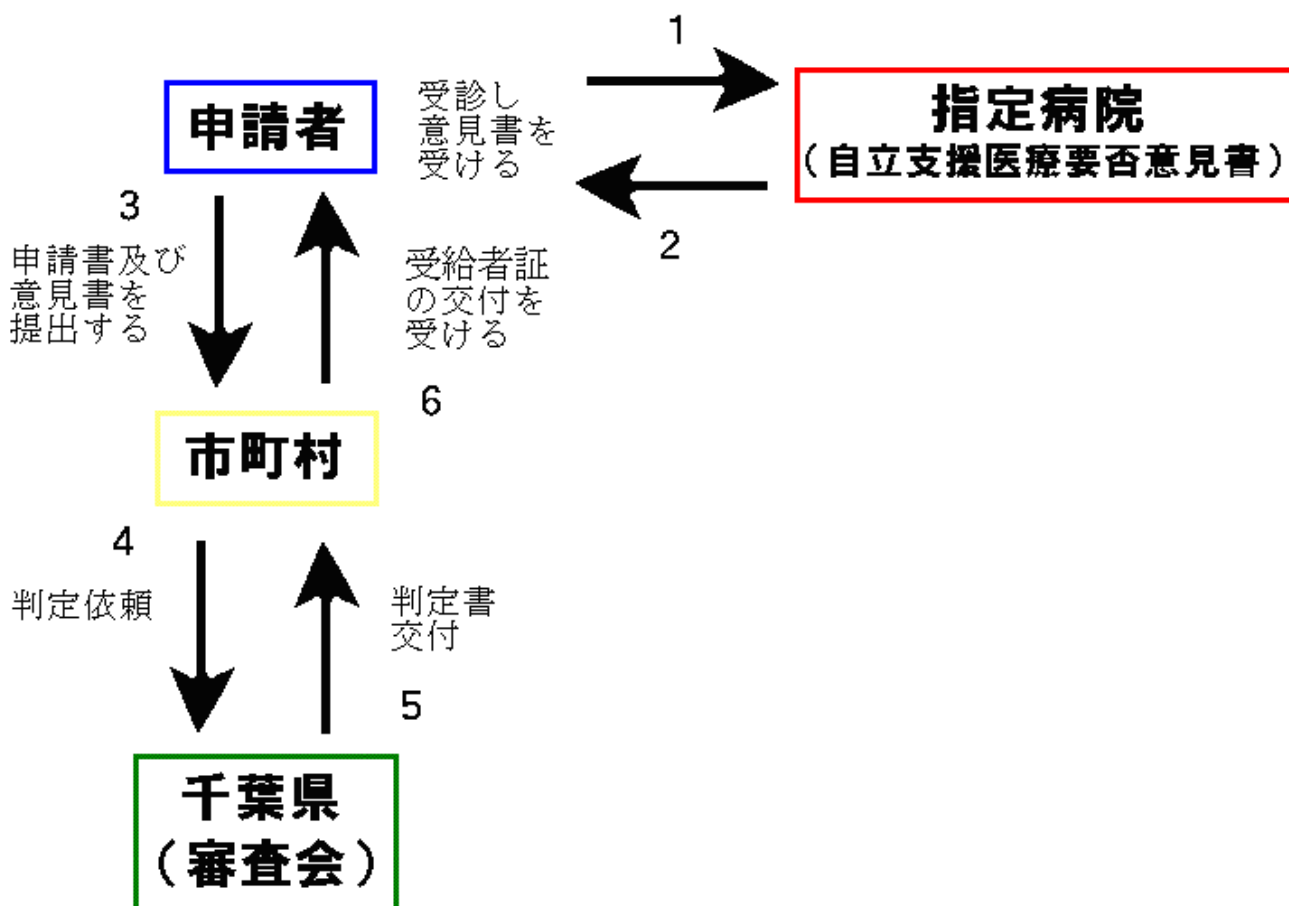 1
申請者
受診し
意見書を
受ける
指定病院
（自立支援医療要否意見書）
2
3
申請書及び
意見書を
提出する
受給者証
の交付を
受ける
6
市町村
4
判定依頼
判定書
交付
5
千葉県
（審査会）